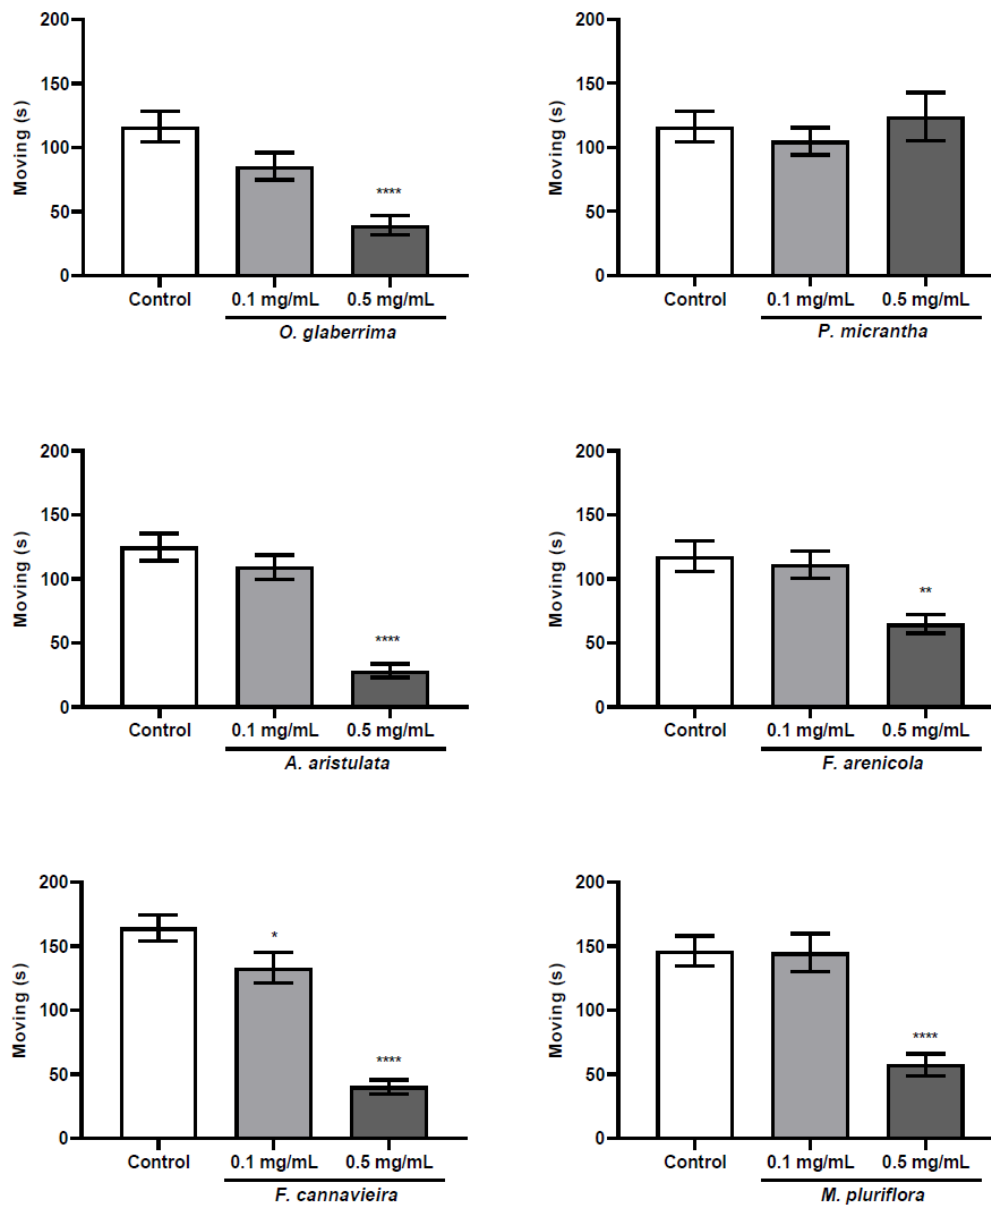 200
150
100
50
0
Moving (s)
****
Control 0.1 mg/mL 0.5 mg/mL
O. glaberrima
200
150
100
50
0
Moving (s)
Control 0.1 mg/mL 0.5 mg/mL
P. micrantha
200
150
100
50
0
Moving (s)
****
Control 0.1 mg/mL 0.5 mg/mL
A. aristulata
200
150
100
50
0
Moving (s)
**
Control 0.1 mg/mL 0.5 mg/mL
F. arenicola
200
150
100
50
0
Moving (s)
*
****
Control 0.1 mg/mL 0.5 mg/mL
F. cannavieira
200
150
100
50
0
Moving (s)
****
Control 0.1 mg/mL 0.5 mg/mL
M. pluriflora